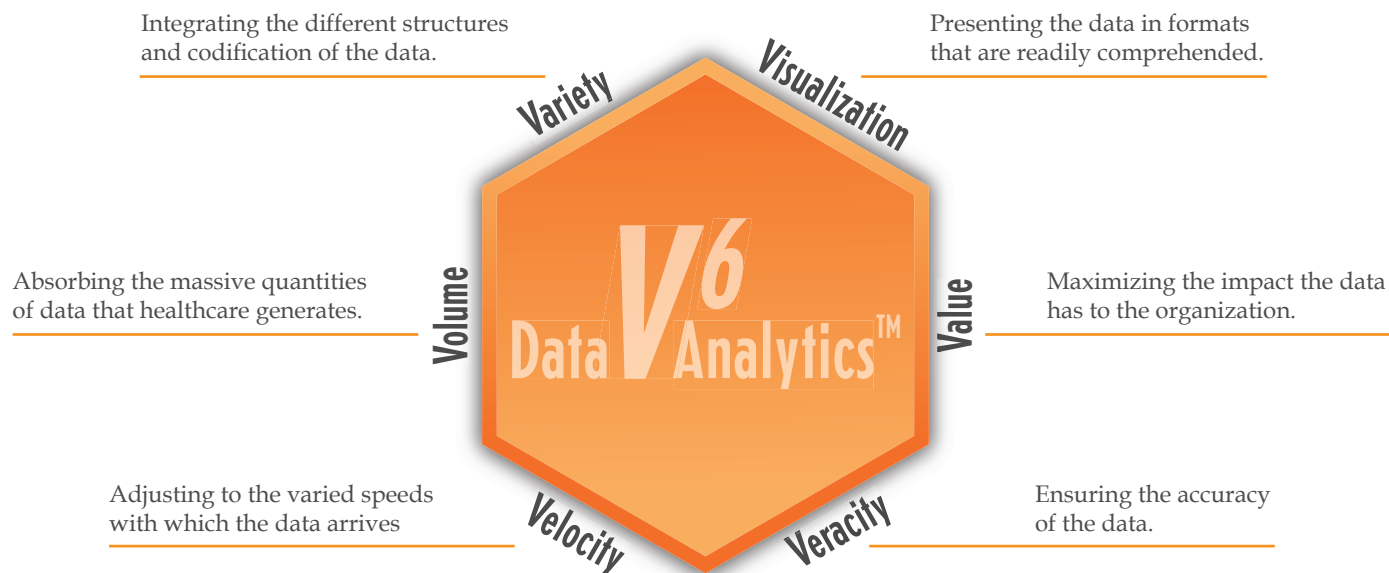 Integrating the different structures
and codification of the data.
Variety
Visualization
Presenting the data in formats
that are readily comprehended.
Absorbing the massive quantities
of data that healthcare generates.
Volume
Data V6 Analytics™
Value
Maximizing the impact the data
has to the organization.
Adjusting to the varied speeds
with which the data arrives
Velocity
Veracity
Ensuring the accuracy
of the data.